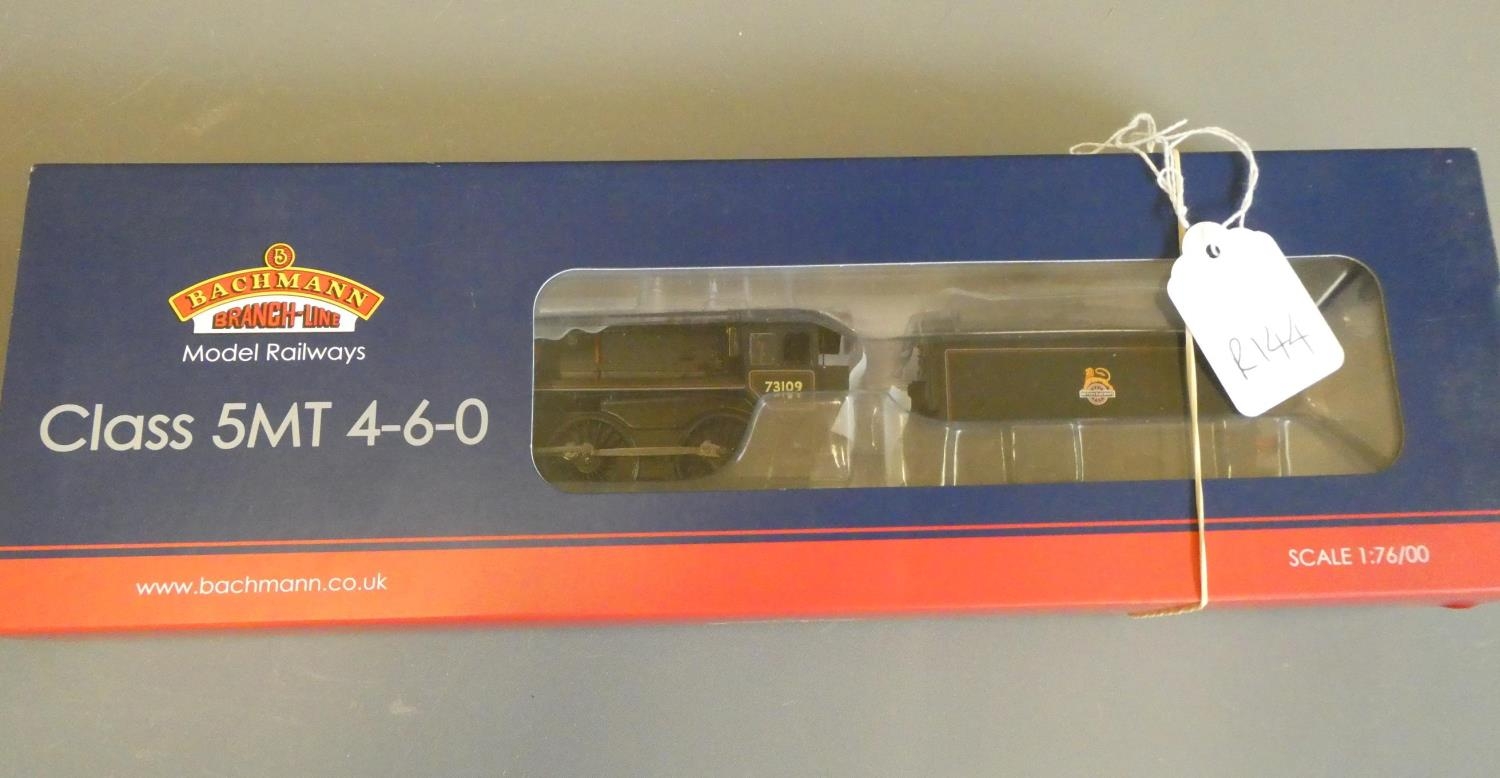 B
BACHMANN
BRANCH-LINE
Model Railways
Class 5MT 4-6-0
73109
R144
www.bachmann.co.uk
SCALE 1:76/00